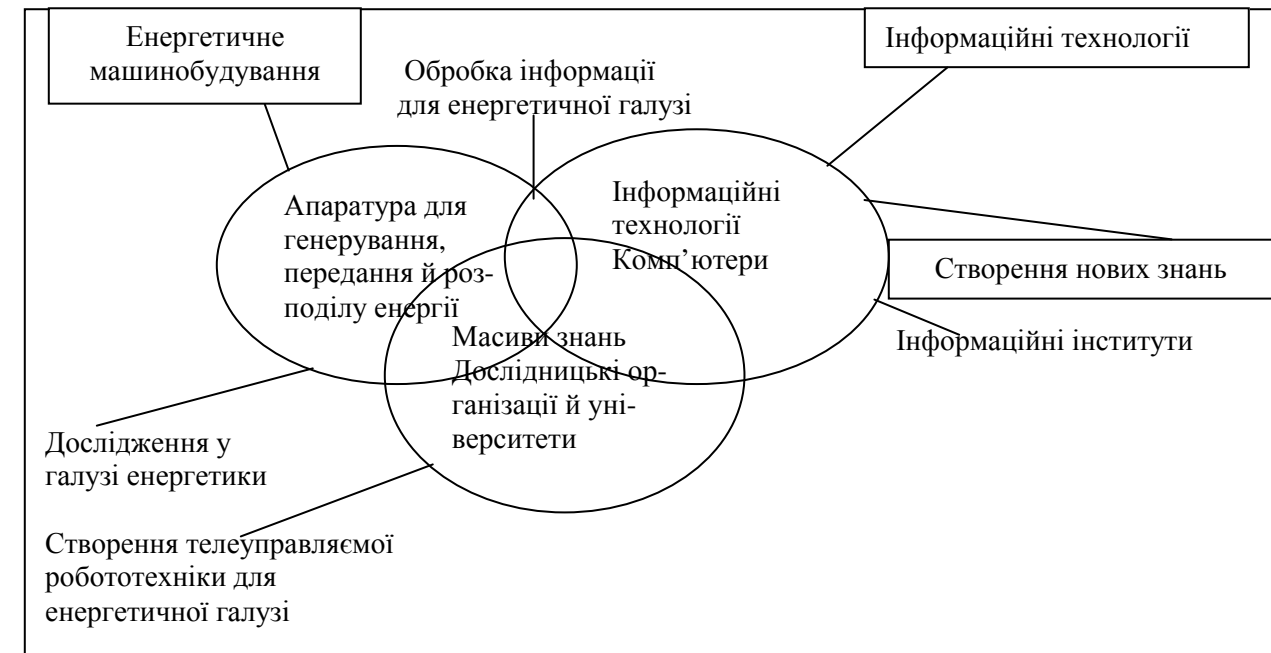 Енергетичне
машинобудування
Обробка інформації
для енергетичної галузі
Інформаційні технології
Апаратура для
генерування,
передання й роз-
поділу енергії
Інформаційні
технології
Комп’ютери
Створення нових знань
Масиви знань
Дослідницькі ор-
ганізації й уні-
верситети
Інформаційні інститути
Дослідження у
галузі енергетики
Створення телеуправляємої
робототехніки для
енергетичної галузі